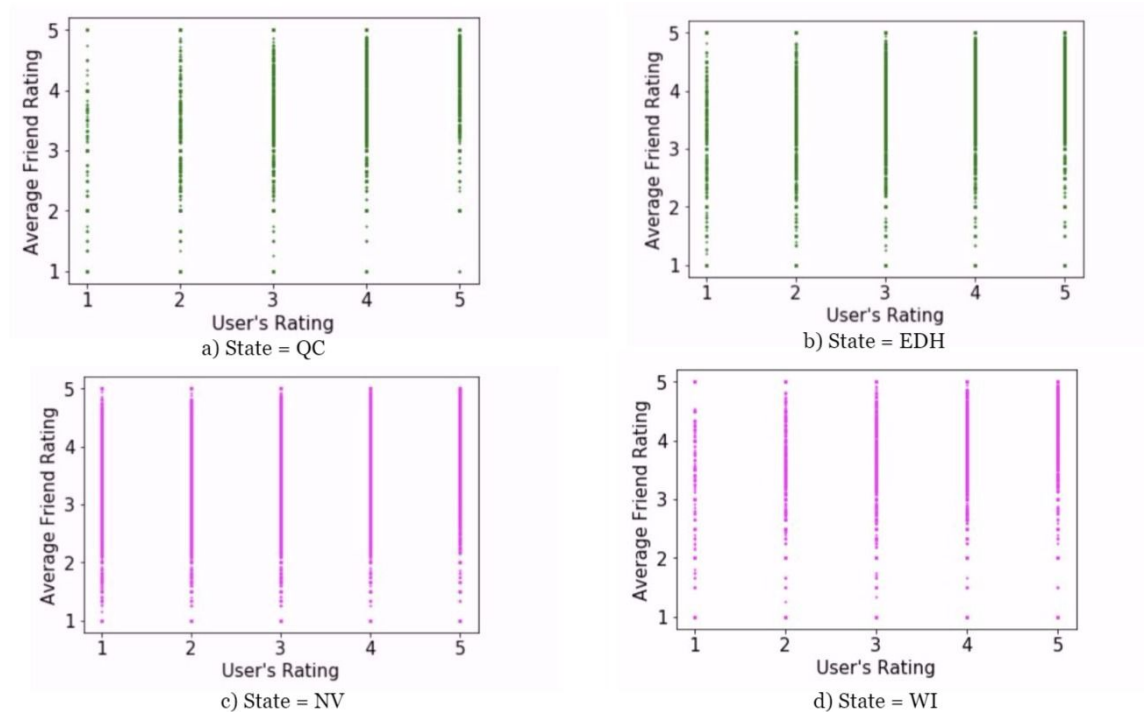 5
4
3
2
1
Average Friend Rating
1 2 3 4 5
User's Rating
a) State = QC
5
4
3
2
1
Average Friend Rating
1 2 3 4 5
User's Rating
b) State = EDH
5
4
3
2
1
Average Friend Rating
1 2 3 4 5
User's Rating
c) State = NV
5
4
3
2
1
Average Friend Rating
1 2 3 4 5
User's Rating
d) State = WI